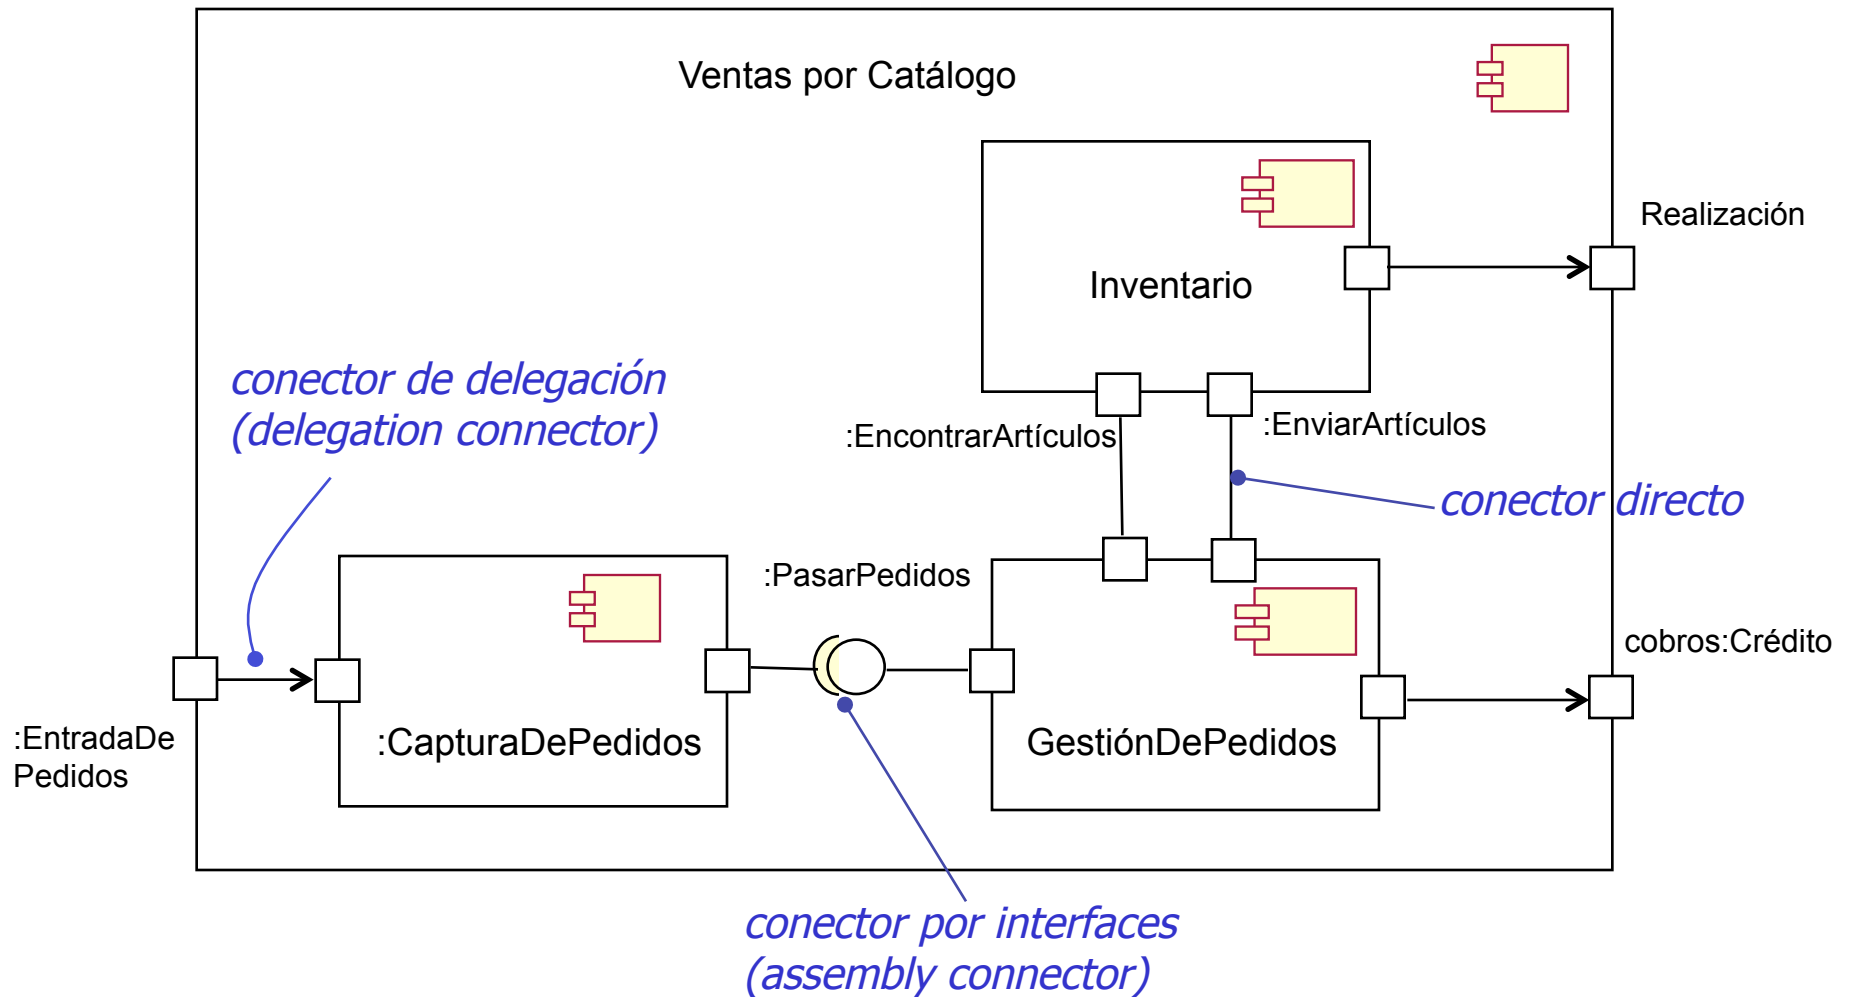 Ventas por Catálogo
Realización
Inventario
conector de delegación
(delegation connector)
:EncontrarArtículos
:EnviarArtículos
conector directo
:PasarPedidos
cobros:Crédito
:EntradaDe
Pedidos
:CapturaDePedidos
GestiónDePedidos
conector por interfaces
(assembly connector)